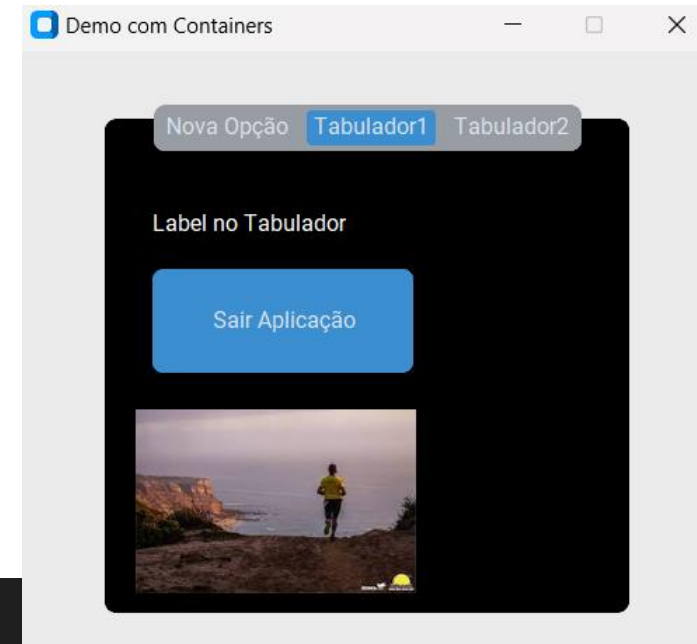 Demo com Containers
Nova Opção Tabulador1 Tabulador2
Label no Tabulador
Sair Aplicação